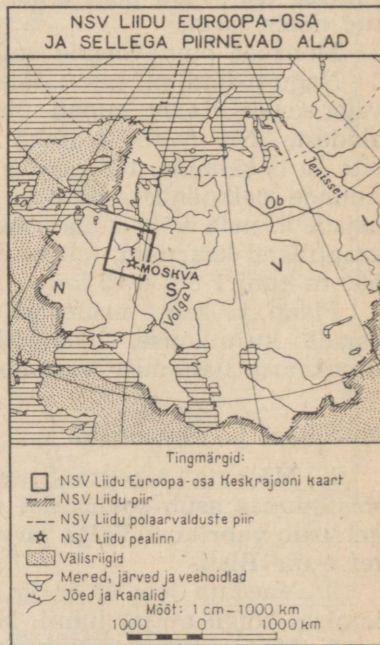 NSV LIIDU EUROOPA-OSA
JA SELLEGA PIIRNEVAD ALAD
Jenissei
Ob
L
V
MOSKVA
S
N
Volga
Tingmärgid:
NSV Liidu Euroopa-osa Keskrajooni kaart
NSV Liidu piir
NSV Liidu polaarvalduste piir
NSV Liidu pealinn
Välisriigid
Mered, järved ja veehoidlad
Jõed ja kanalid
Mõõt: 1 cm–1000 km
1000 0 1000 km